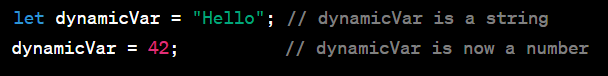 let dynamicVar = "Hello"; // dynamicVar is a string
dynamicVar = 42;          // dynamicVar is now a number